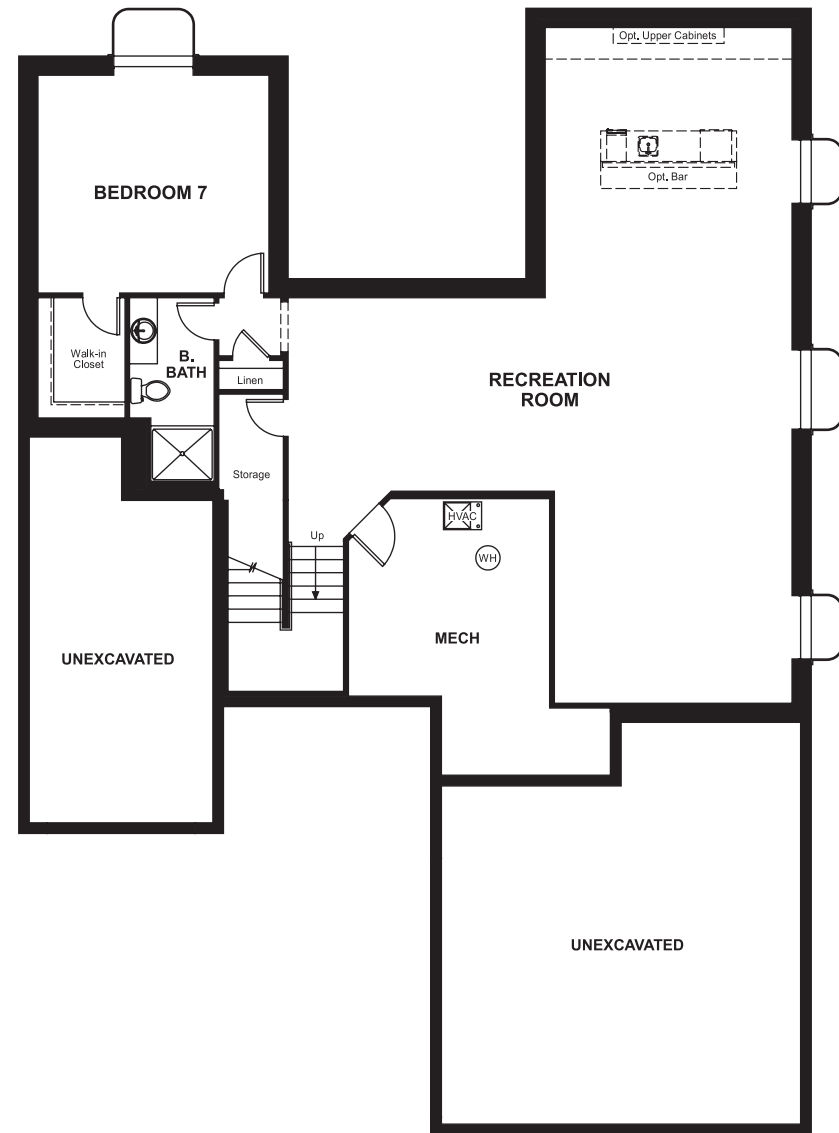 Opt. Upper Cabinets
Opt. Bar
BEDROOM 7
Walk-in
Closet
B.
BATH
Linen
RECREATION
ROOM
Storage
Up
HVAC
WH
MECH
UNEXCAVATED
UNEXCAVATED